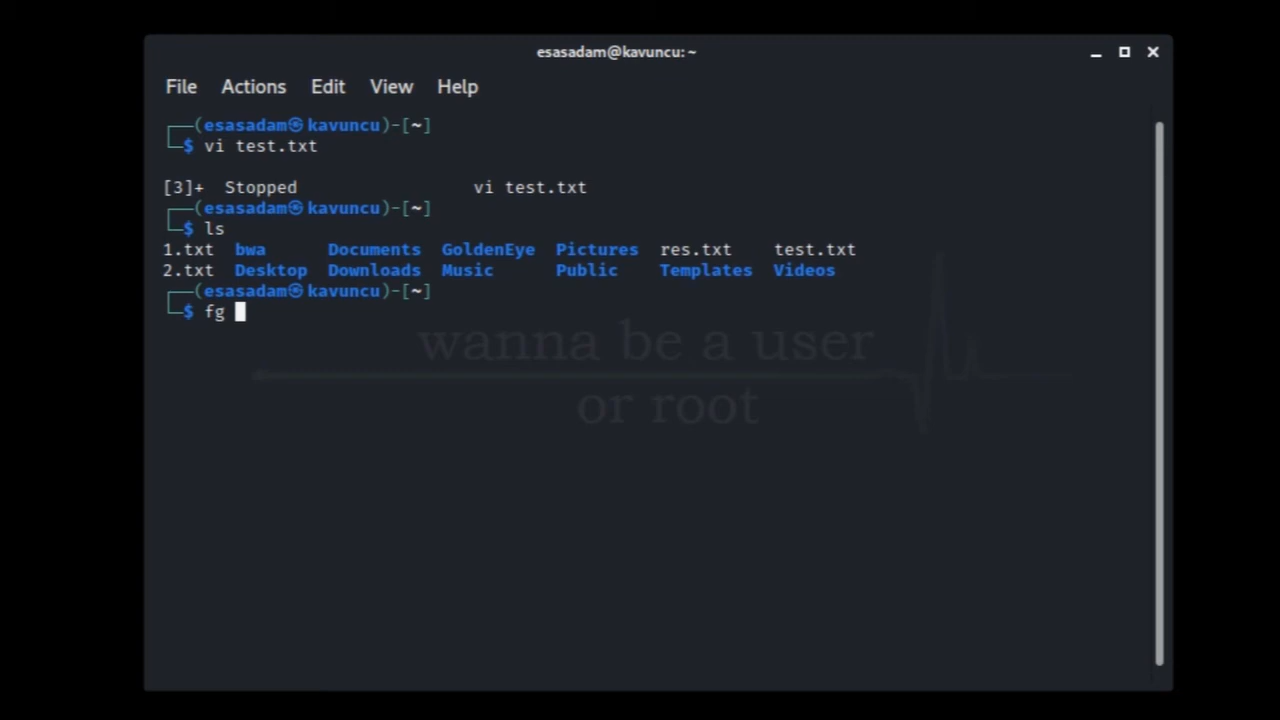 esasadam@kavuncu:~
File Actions Edit View Help
┌──(esasadam㉿kavuncu)-[~]
└─$ vi test.txt
[3]+  Stopped                 vi test.txt
┌──(esasadam㉿kavuncu)-[~]
└─$ ls
1.txt  bwa      Documents  GoldenEye  Pictures  res.txt    test.txt
2.txt  Desktop  Downloads  Music      Public    Templates  Videos
┌──(esasadam㉿kavuncu)-[~]
└─$ fg
wanna be a user
or root